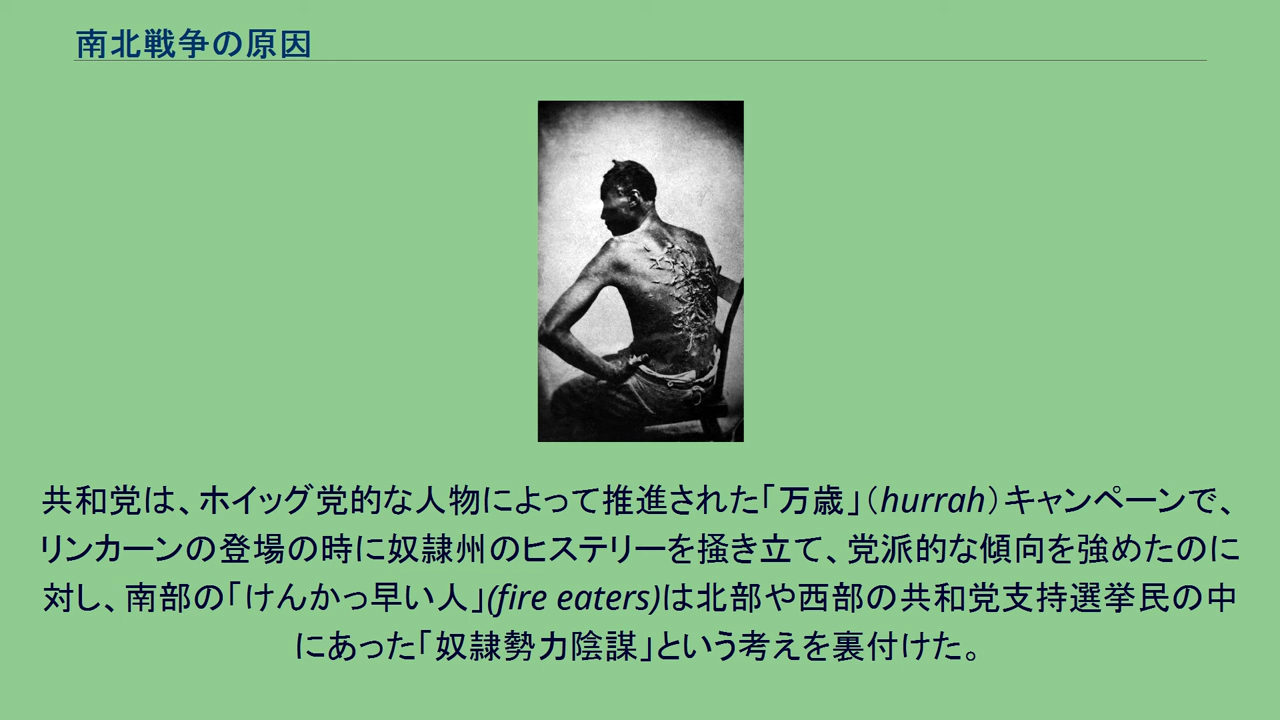 南北戦争の原因
共和党は、ホイッグ党的な人物によって推進された「万歳」（hurrah）キャンペーンで、
リンカーンの登場の時に奴隷州のヒステリーを掻き立て、党派的な傾向を強めたのに
対し、南部の「けんかっ早い人」(fire eaters)は北部や西部の共和党支持選挙民の中
にあった「奴隷勢力陰謀」という考えを裏付けた。